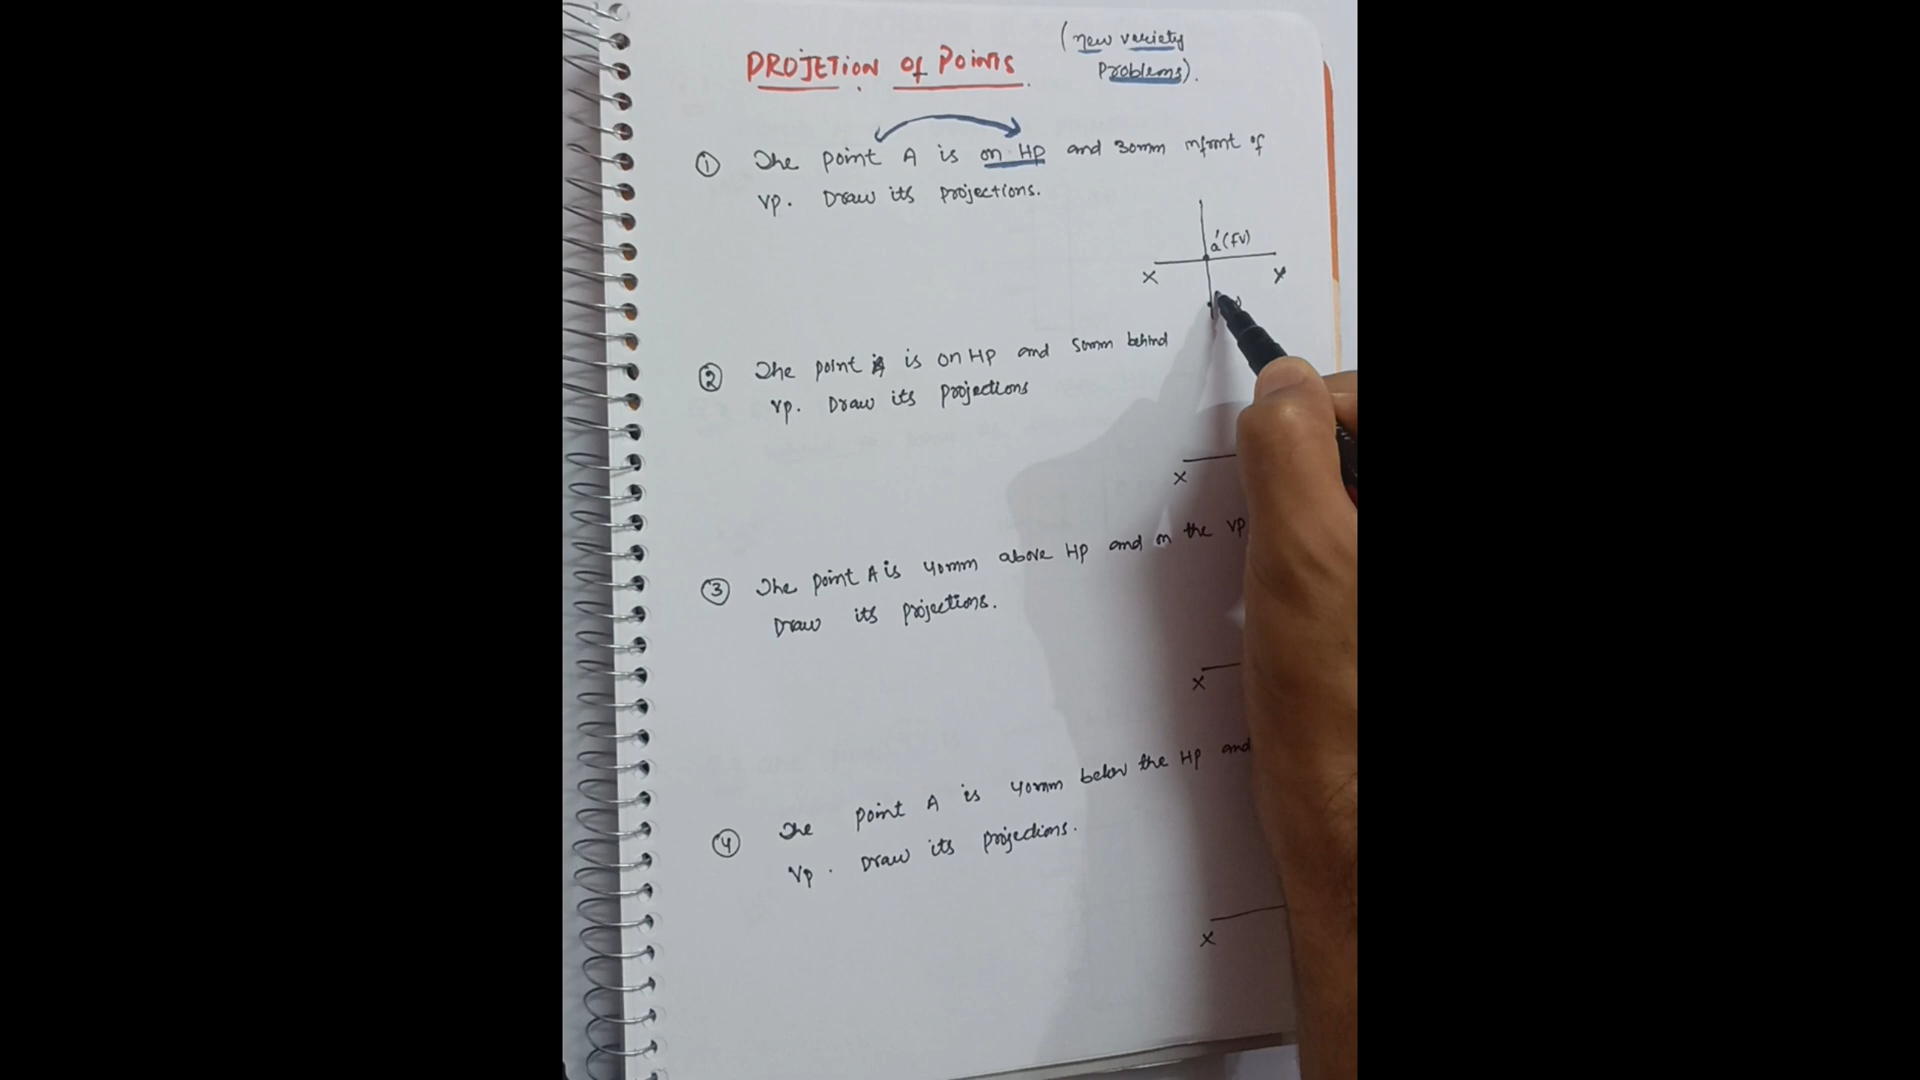 PROJETION of POINTS
(new variety
Problems).
① The point A is on HP and 30mm infront of
VP. Draw its projections.
a'(FV)
X
Y
② The point A is on HP and 50mm behind
VP. Draw its projections
X
③ The point A is 40mm above HP and on the VP
Draw its projections.
X
④ The point A is 40mm below the HP and
VP. Draw its projections.
X